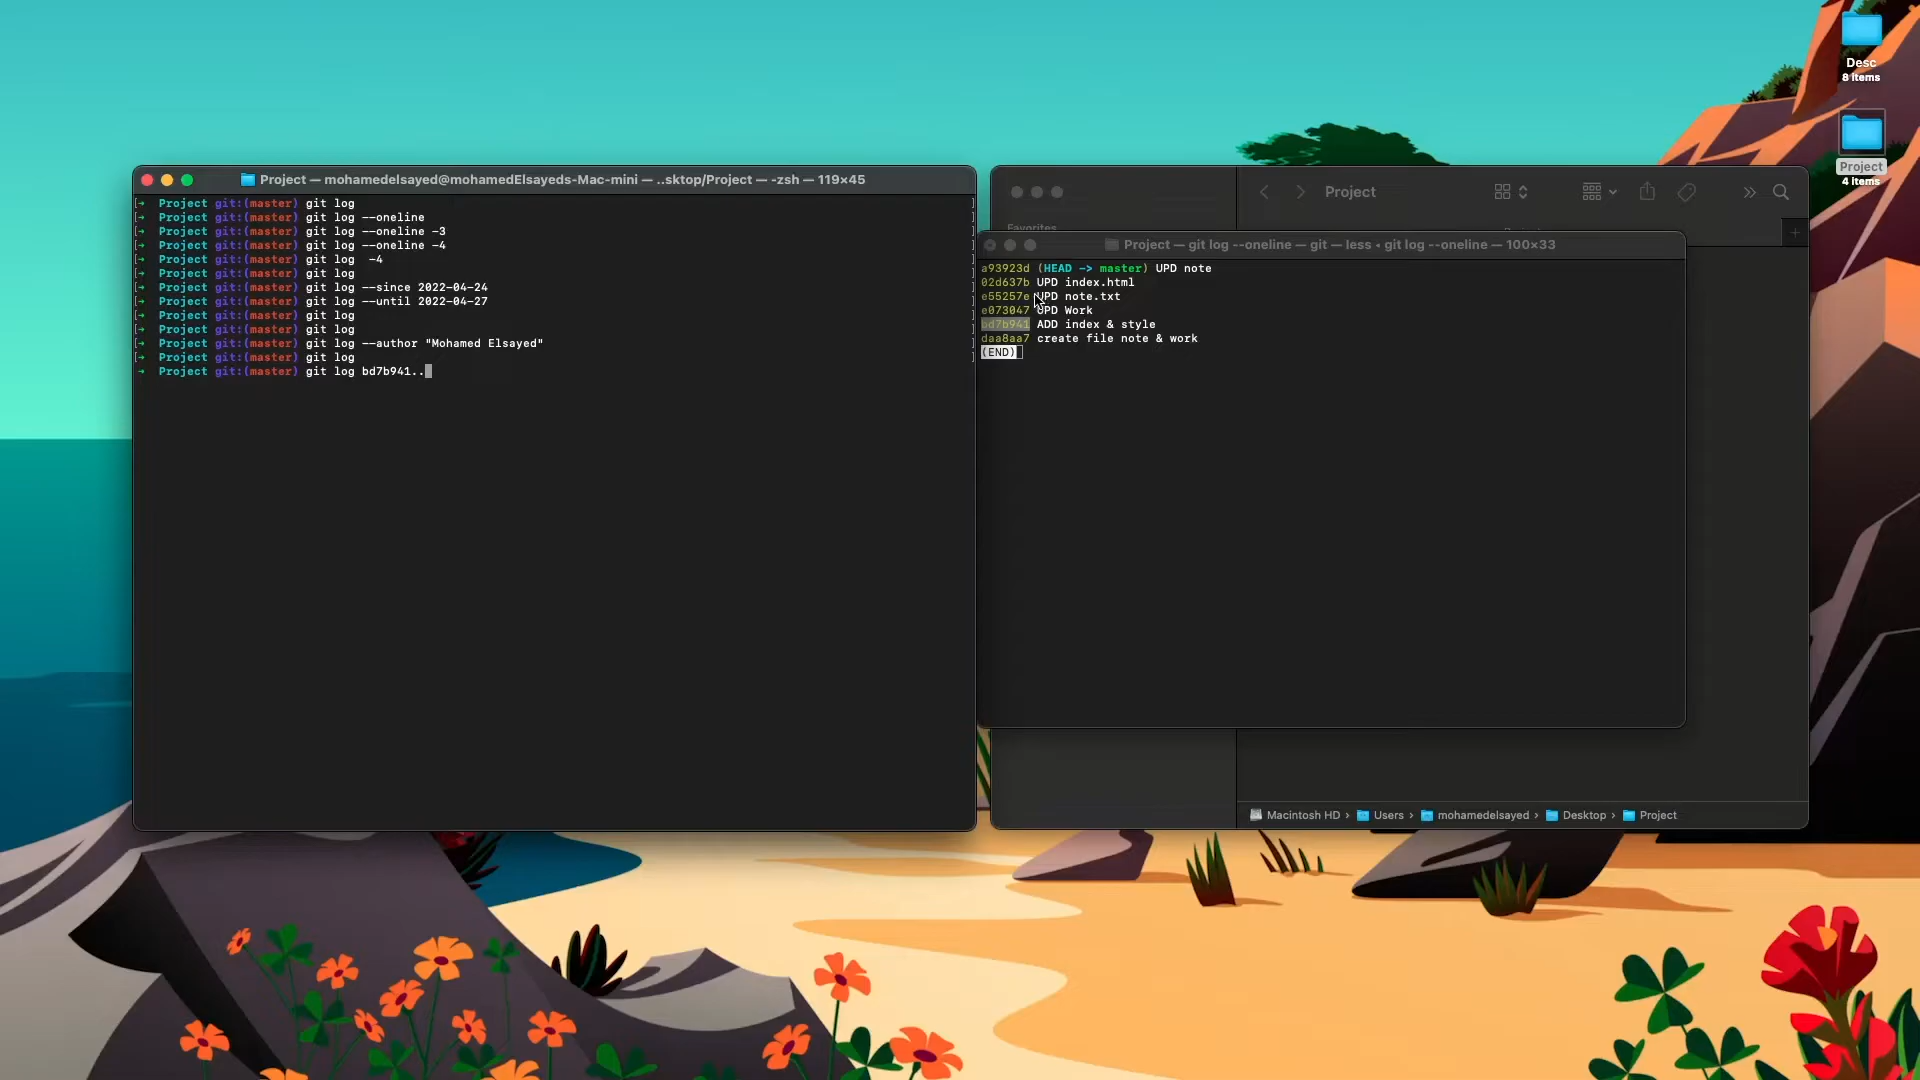 Desc
8 items
Project
4 items
Project — mohamedelsayed@mohamedElsayeds-Mac-mini — ..sktop/Project — -zsh — 119×45
→ Project git:(master) git log
→ Project git:(master) git log --oneline
→ Project git:(master) git log --oneline -3
→ Project git:(master) git log --oneline -4
→ Project git:(master) git log  -4
→ Project git:(master) git log
→ Project git:(master) git log --since 2022-04-24
→ Project git:(master) git log --until 2022-04-27
→ Project git:(master) git log
→ Project git:(master) git log
→ Project git:(master) git log --author "Mohamed Elsayed"
→ Project git:(master) git log
→ Project git:(master) git log bd7b941..
Project
Favorites
Project — git log --oneline — git — less ◂ git log --oneline — 100×33
a93923d (HEAD -> master) UPD note
02d637b UPD index.html
e55257e UPD note.txt
e073047 UPD Work
bd7b941 ADD index & style
daa8aa7 create file note & work
(END)
Macintosh HD › Users › mohamedelsayed › Desktop › Project